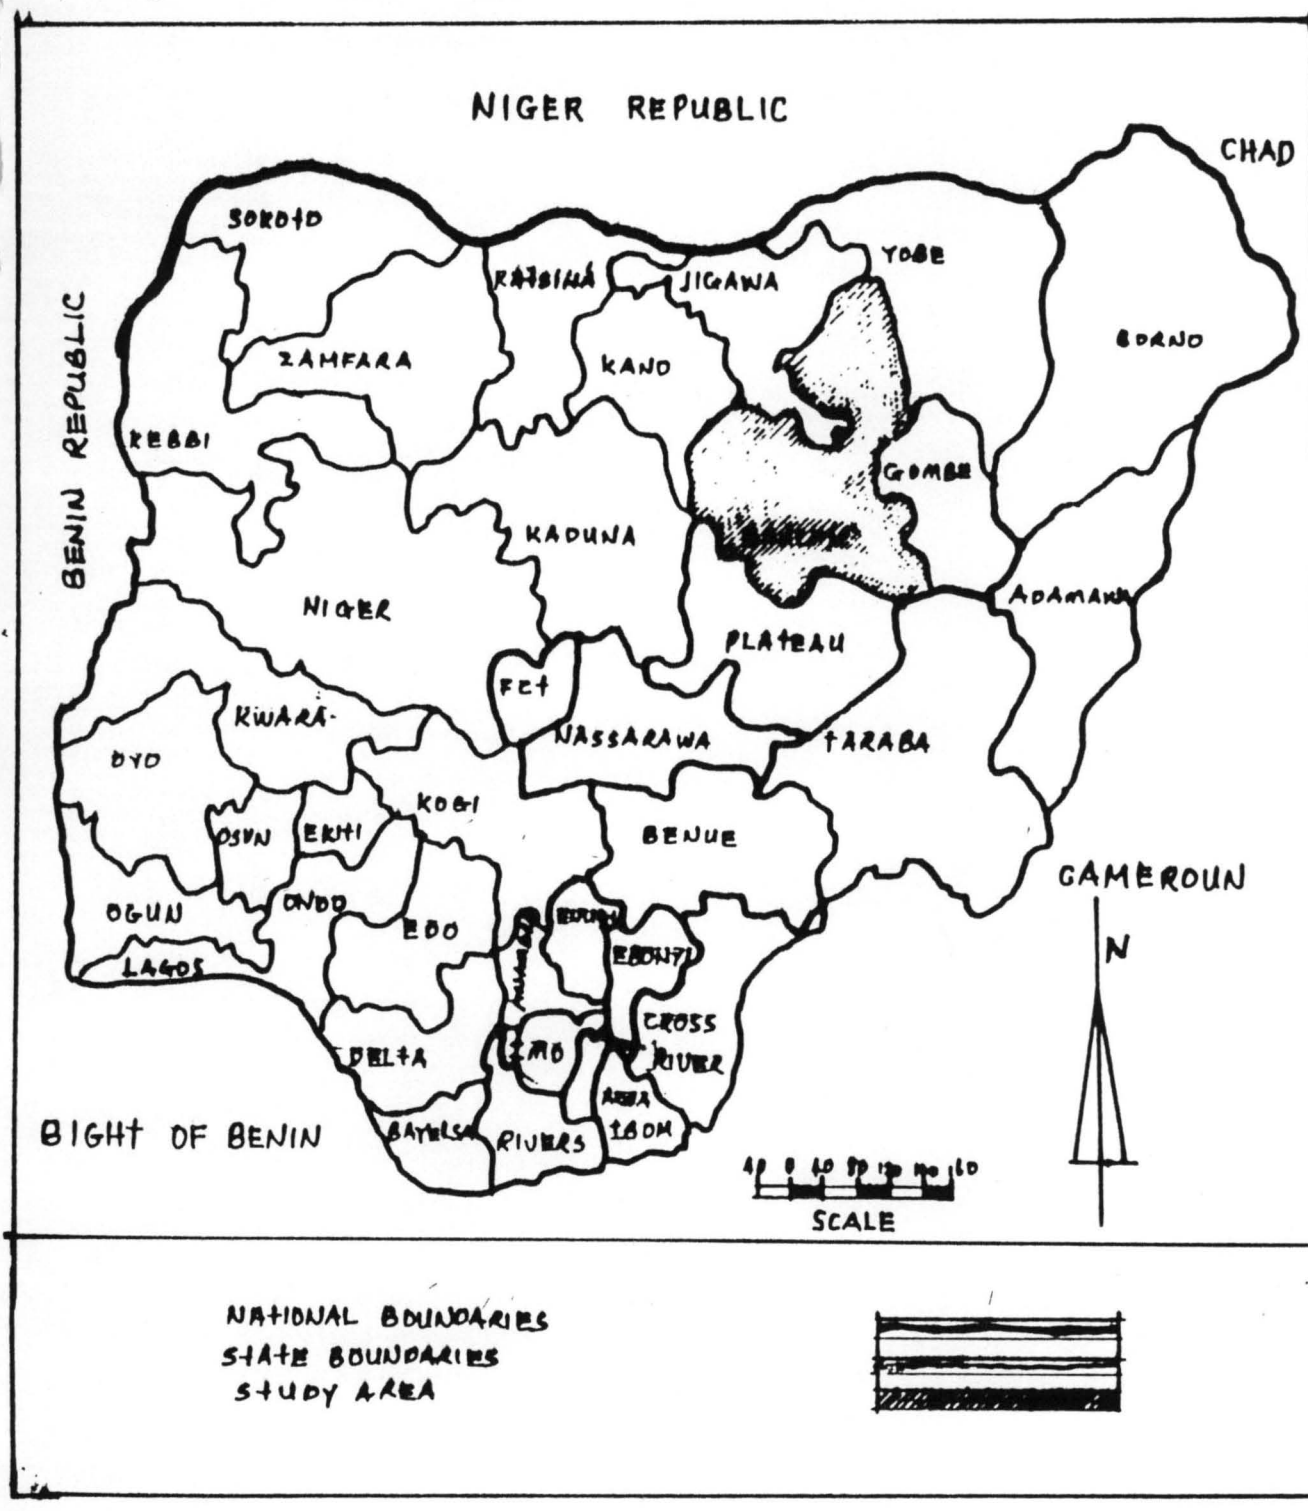 NIGER REPUBLIC
CHAD
SOKOTO
YOBE
KATSINA
JIGAWA
BORNO
ZAMFARA
KANO
BENIN REPUBLIC
KEBBI
GOMBE
KADUNA
ADAMAWA
NIGER
PLATEAU
FCT
KWARA
NASSARAWA
TARABA
OYO
KOGI
OSUN
EKITI
BENUE
CAMEROUN
ONDO
OGUN
EDO
EBONYI
LAGOS
N
CROSS
RIVER
IMO
DELTA
IBOM
BIGHT OF BENIN
BAYELSA
RIVERS
SCALE
NATIONAL BOUNDARIES
STATE BOUNDARIES
STUDY AREA